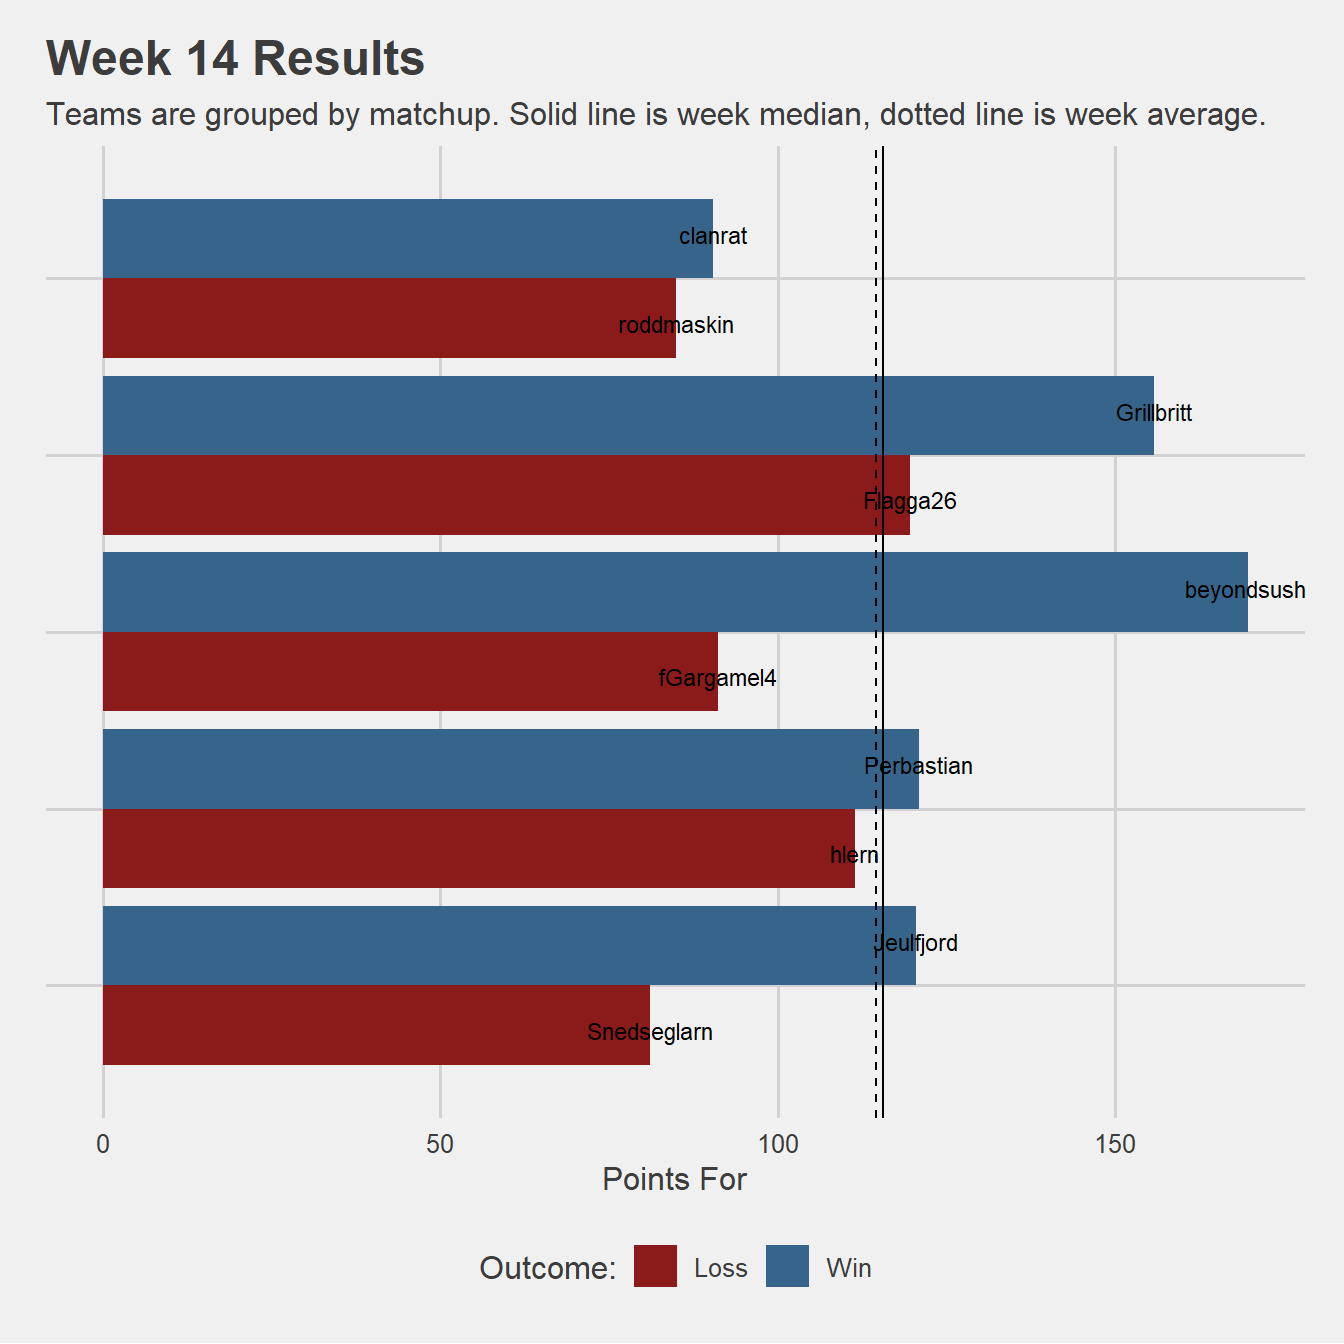 Week 14 Results
Teams are grouped by matchup. Solid line is week median, dotted line is week average.
clanrat
roddmaskin
Grillbritt
Flagga26
beyondsush
fGargamel4
Perbastian
hlern
Jeulfjord
Snedseglarn
0 50 100 150
Points For
Outcome: Loss Win